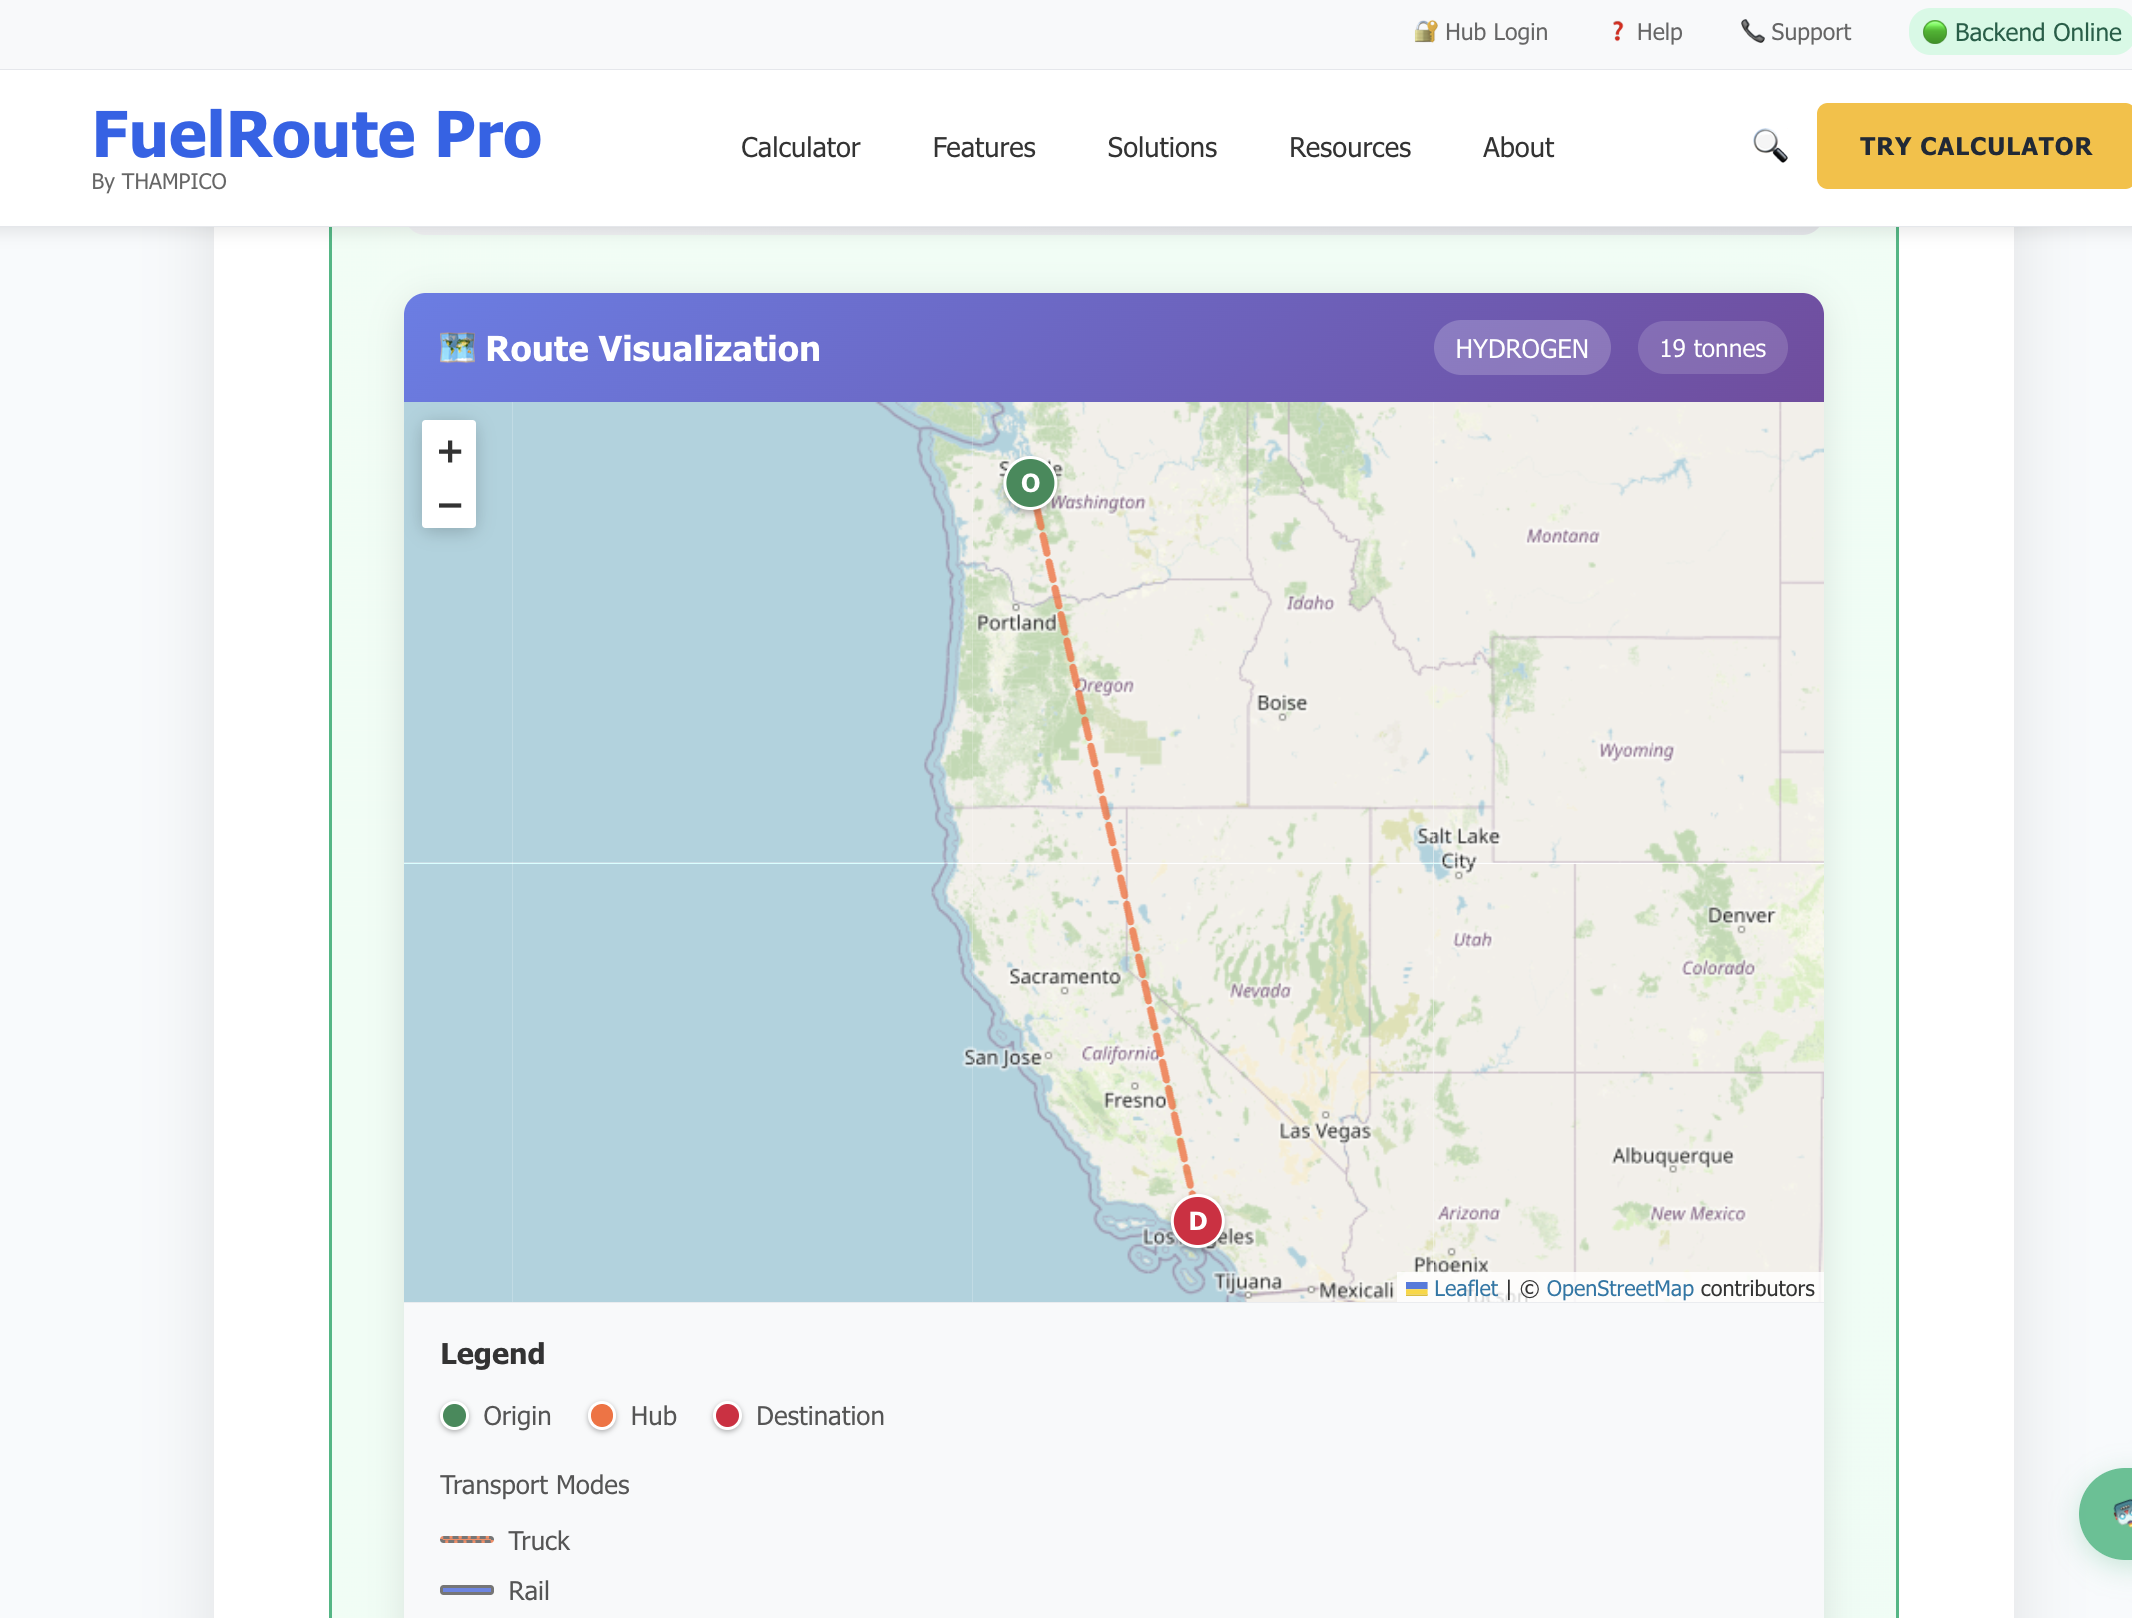 Hub Login
Help
Support
Backend Online
FuelRoute Pro
By THAMPICO
Calculator
Features
Solutions
Resources
About
TRY CALCULATOR
Route Visualization
HYDROGEN
19 tonnes
+
−
O
Washington
Montana
Portland
Idaho
Oregon
Boise
Wyoming
Salt Lake
City
Denver
Utah
Colorado
Sacramento
Nevada
San Jose
California
Fresno
Las Vegas
Albuquerque
Arizona
New Mexico
D
Phoenix
Tijuana
Mexicali
Leaflet | © OpenStreetMap contributors
Legend
Origin
Hub
Destination
Transport Modes
Truck
Rail